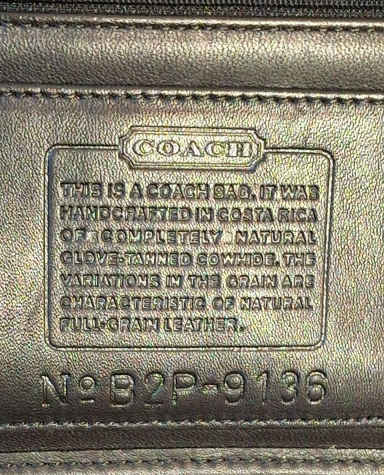 COACH
THIS IS A COACH BAG. IT WAS
HANDCRAFTED IN COSTA RICA
OF COMPLETELY NATURAL
GLOVE-TANNED COWHIDE. THE
VARIATIONS IN THE GRAIN ARE
CHARACTERISTIC OF NATURAL
FULL-GRAIN LEATHER.
Nº B2P-9136